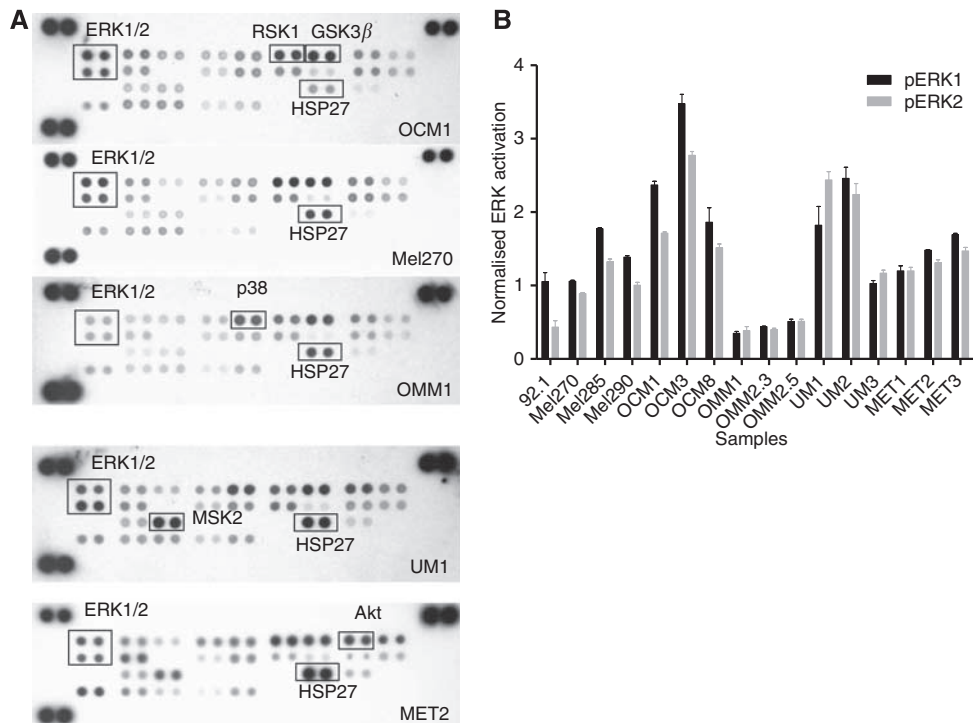 A
ERK1/2
RSK1 GSK3β
HSP27
OCM1
ERK1/2
HSP27
Mel270
ERK1/2
p38
HSP27
OMM1
ERK1/2
MSK2
HSP27
UM1
ERK1/2
Akt
HSP27
MET2
B
Normalised ERK activation
4
3
2
1
0
pERK1
pERK2
92.1
Mel270
Mel285
Mel290
OCM1
OCM3
OCM8
OMM1
OMM2.3
OMM2.5
UM1
UM2
UM3
MET1
MET2
MET3
Samples